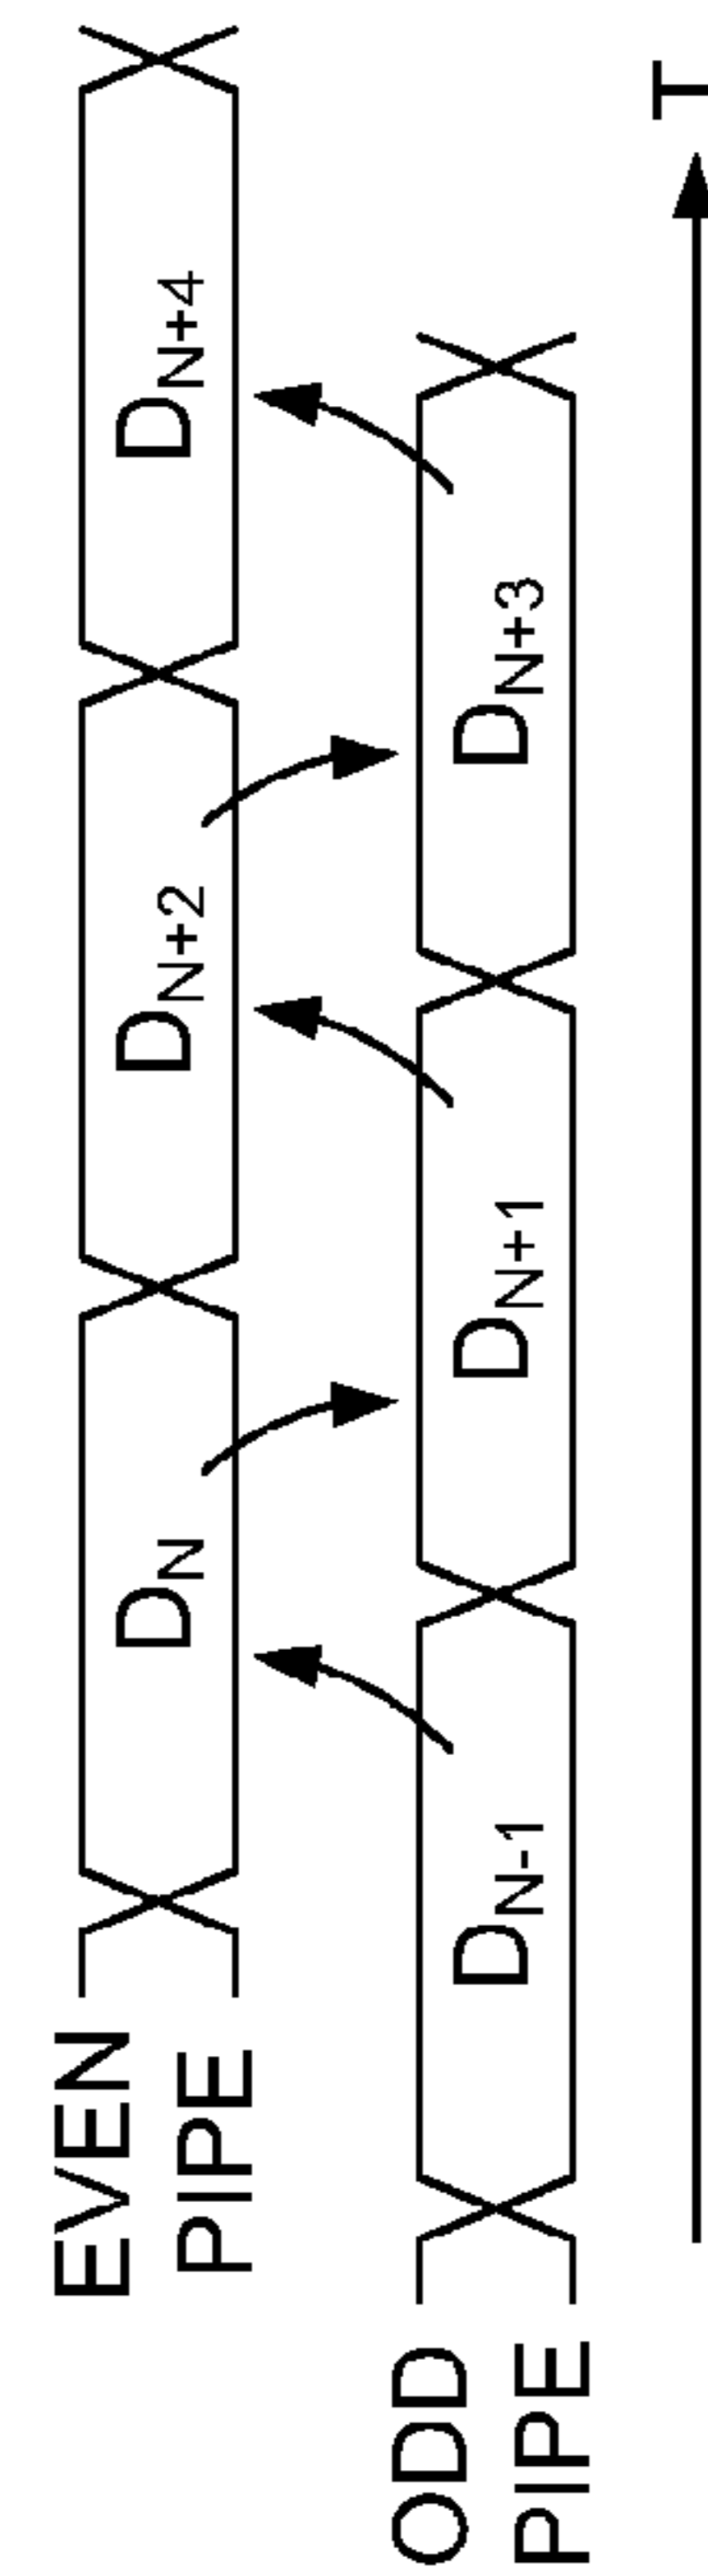 EVEN
PIPE
D_N
D_{N+2}
D_{N+4}
ODD
PIPE
D_{N-1}
D_{N+1}
D_{N+3}
T